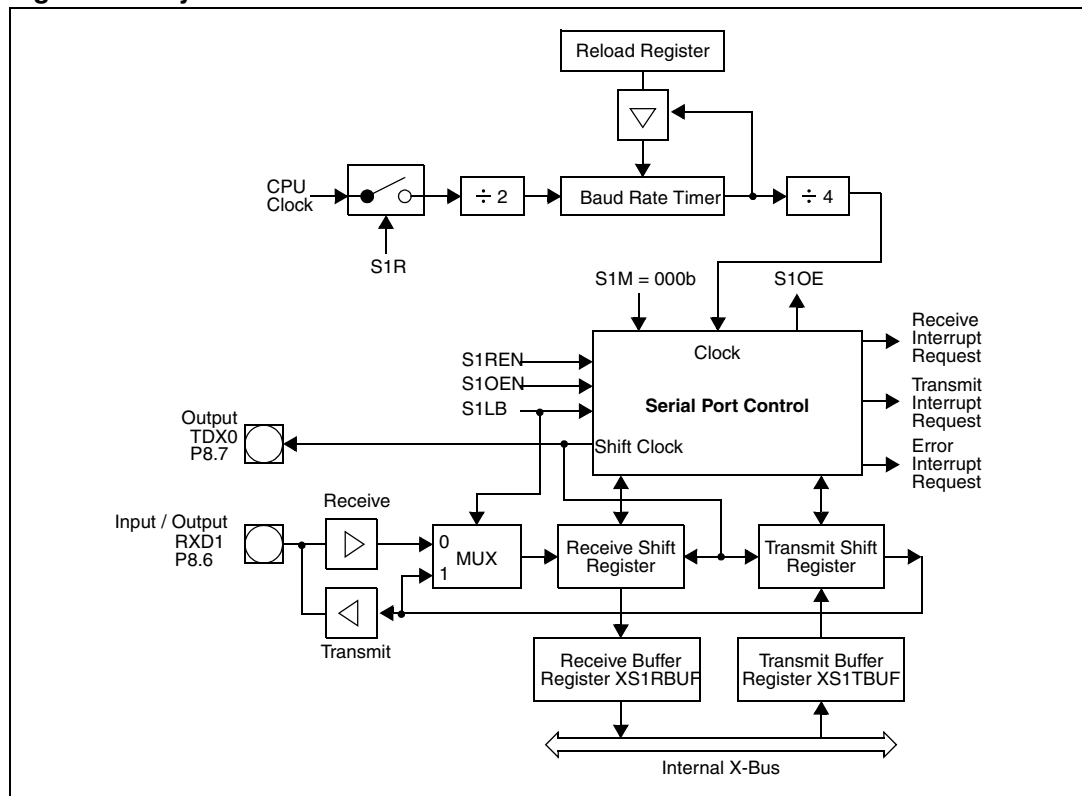 Reload Register
CPU
Clock
÷ 2
Baud Rate Timer
÷ 4
S1R
S1M = 000b
S1OE
Clock
Serial Port Control
Shift Clock
S1REN
S1OEN
S1LB
Receive
Interrupt
Request
Transmit
Interrupt
Request
Error
Interrupt
Request
Output
TDX0
P8.7
Input / Output
RXD1
P8.6
Receive
Transmit
0
1
MUX
Receive Shift
Register
Transmit Shift
Register
Receive Buffer
Register XS1RBUF
Transmit Buffer
Register XS1TBUF
Internal X-Bus